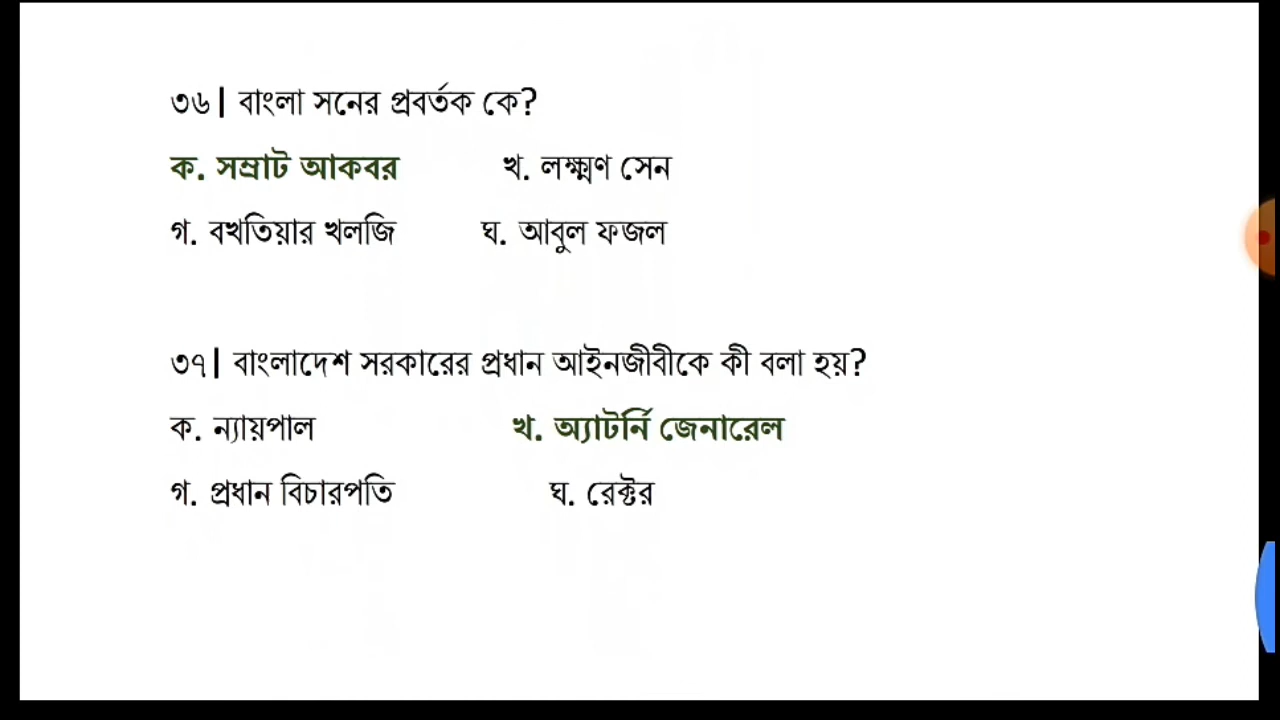 ৩৬| বাংলা সনের প্রবর্তক কে?
ক. সম্রাট আকবর খ. লক্ষ্মণ সেন
গ. বখতিয়ার খলজি ঘ. আবুল ফজল
৩৭| বাংলাদেশ সরকারের প্রধান আইনজীবীকে কী বলা হয়?
ক. ন্যায়পাল খ. অ্যাটর্নি জেনারেল
গ. প্রধান বিচারপতি ঘ. রেক্টর